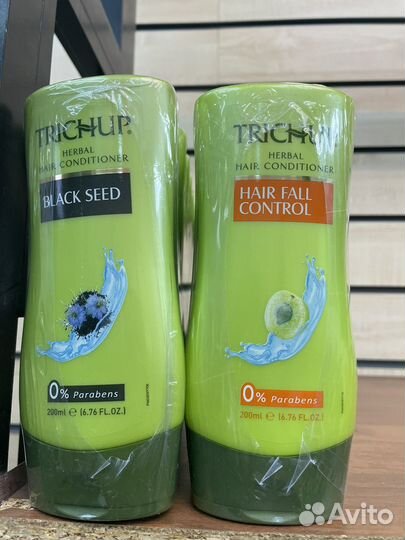 TRICHUP®
HERBAL
HAIR CONDITIONER
BLACK SEED
0% Parabens
200ml e (6.76 FL.OZ.)
TRICHUP
HERBAL
HAIR CONDITIONER
HAIR FALL
CONTROL
0% Parabens
200ml e (6.76 FL.OZ.)
Avito